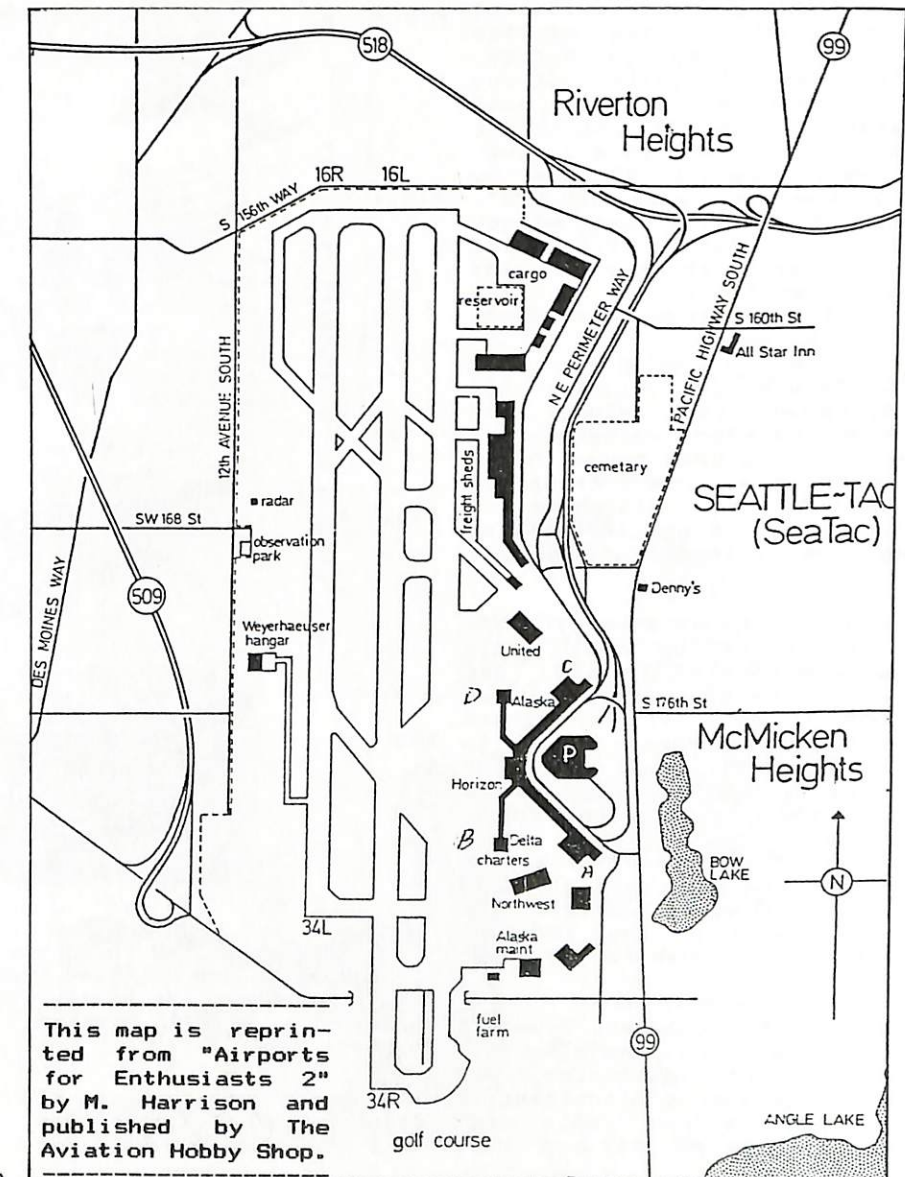 518
99
Riverton
Heights
16R 16L
S 156th WAY
cargo
reservoir
N E PERIMETER WAY
PACIFIC HIGHWAY SOUTH
S 160th St
All Star Inn
12th AVENUE SOUTH
cemetary
freight sheds
radar
SEATTLE~TAC
(SeaTac)
SW 168 St
observation
park
DES MOINES WAY
509
Denny's
Weyerhaeuser
hangar
United
C
D
Alaska
S 176th St
P
McMicken
Heights
Horizon
B
Delta
charters
A
BOW
LAKE
N
Northwest
34L
Alaska
maint
fuel
farm
99
This map is reprin-
ted from "Airports
for Enthusiasts 2"
by M. Harrison and
published by The
Aviation Hobby Shop.
34R
golf course
ANGLE LAKE